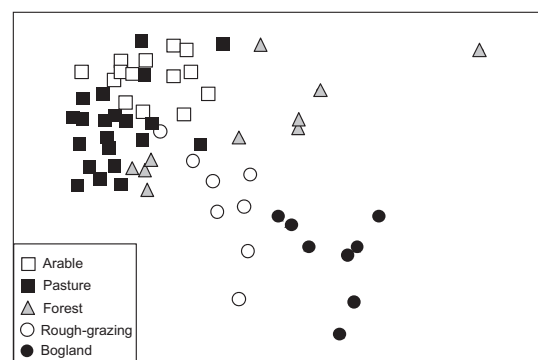 Arable
Pasture
Forest
Rough-grazing
Bogland